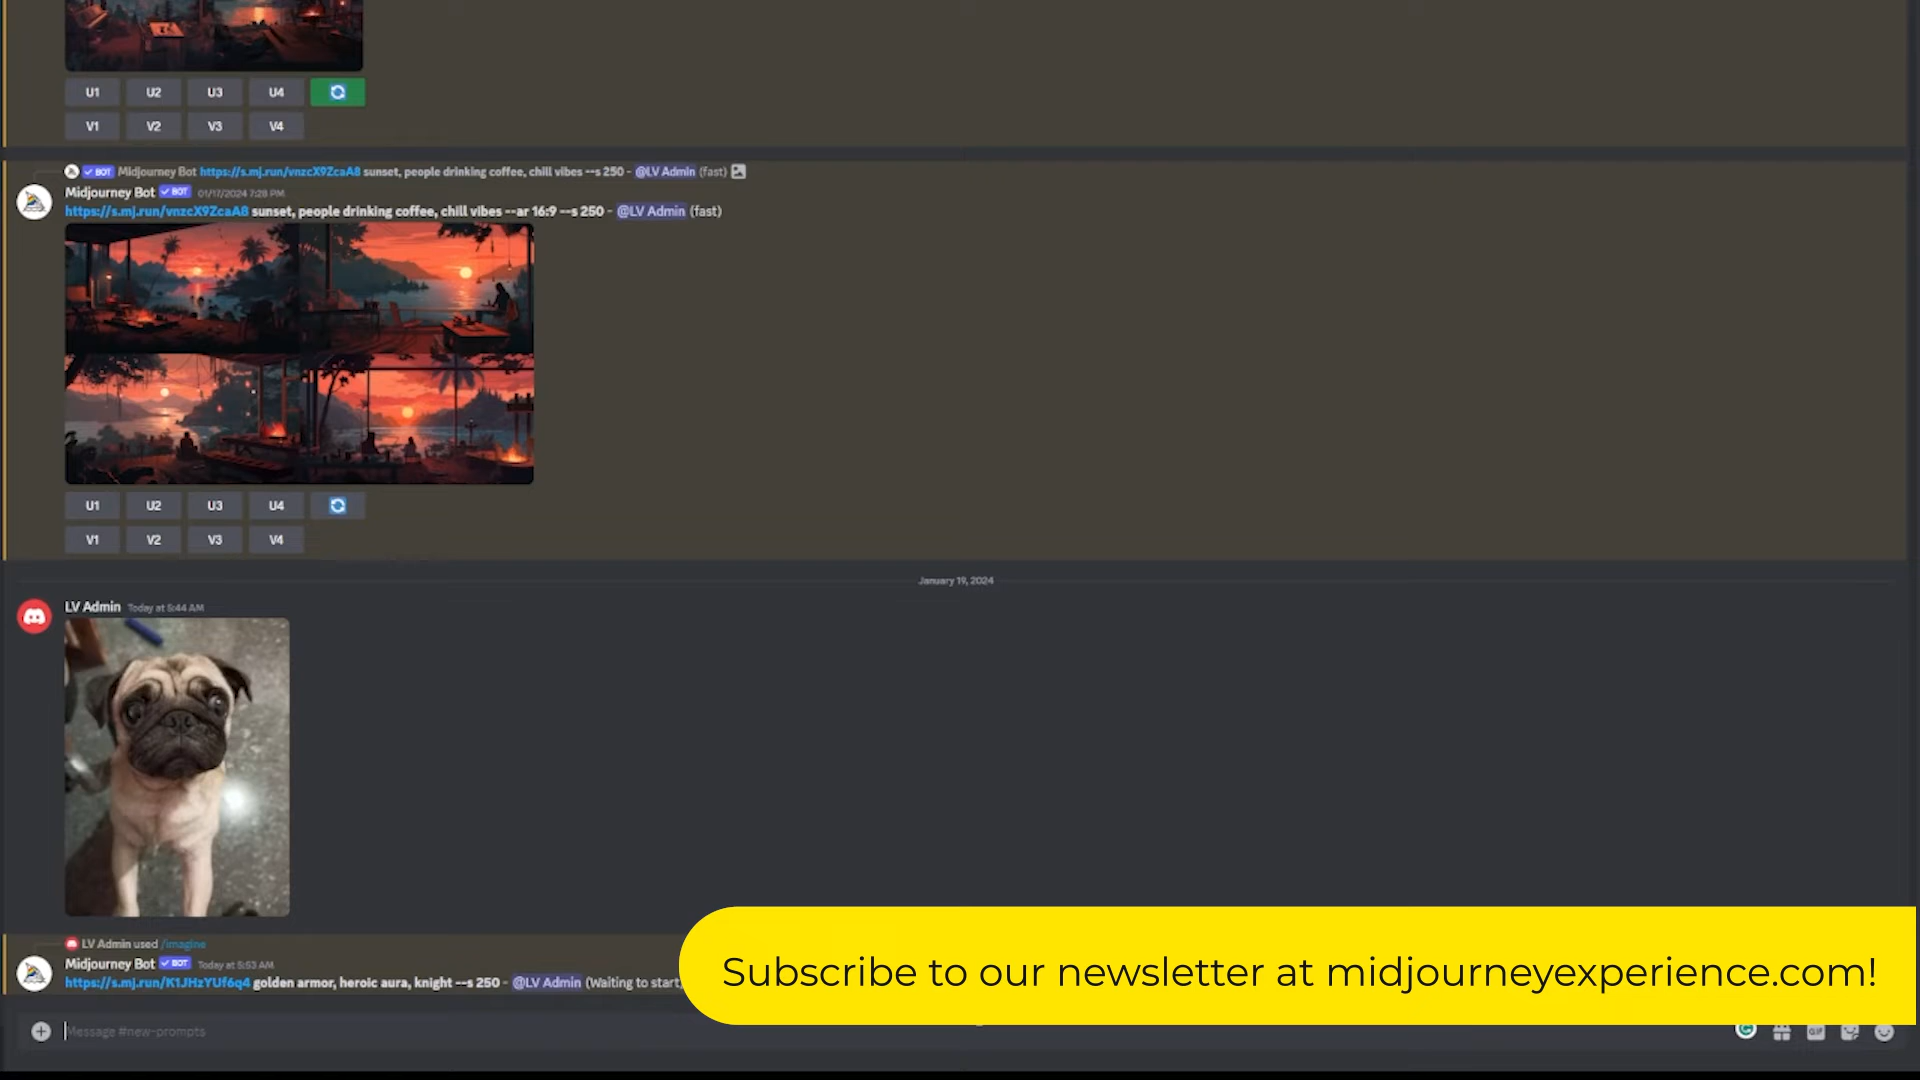 U1 U2 U3 U4
V1 V2 V3 V4
BOT Midjourney Bot https://s.mj.run/vnzcX9ZcaA8 sunset, people drinking coffee, chill vibes --s 250 - @LV Admin (fast)
Midjourney Bot BOT 01/17/2024 7:28 PM
https://s.mj.run/vnzcX9ZcaA8 sunset, people drinking coffee, chill vibes --ar 16:9 --s 250 - @LV Admin (fast)
U1 U2 U3 U4
V1 V2 V3 V4
January 19, 2024
LV Admin Today at 5:44 AM
LV Admin used /imagine
Midjourney Bot BOT Today at 5:53 AM
https://s.mj.run/K1JHzYUf6q4 golden armor, heroic aura, knight --s 250 - @LV Admin (Waiting to start
Subscribe to our newsletter at midjourneyexperience.com!
Message #new-prompts
GIF